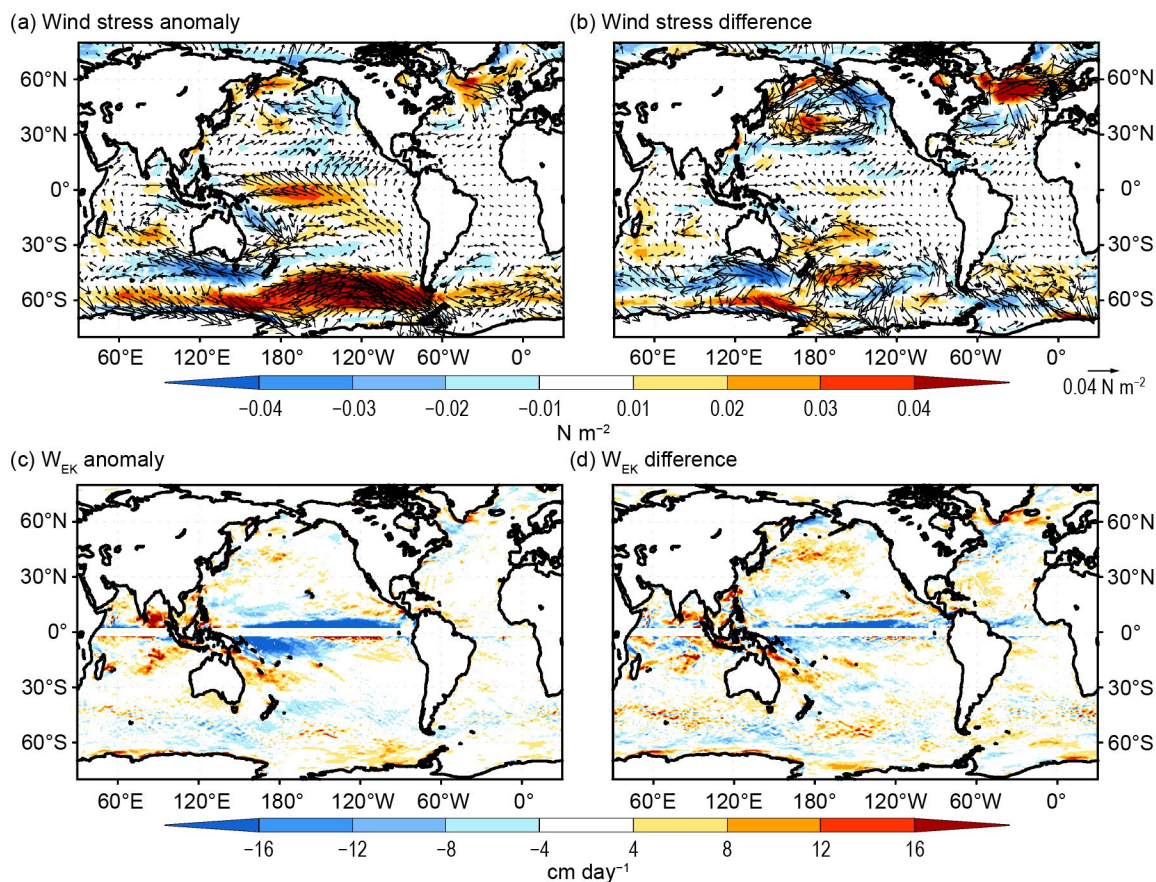 (a) Wind stress anomaly
(b) Wind stress difference
60°N
30°N
0°
30°S
60°S
60°N
30°N
0°
30°S
60°S
60°E 120°E 180° 120°W 60°W 0°
60°E 120°E 180° 120°W 60°W 0°
0.04 N m⁻²
−0.04 −0.03 −0.02 −0.01 0.01 0.02 0.03 0.04
N m⁻²
(c) W_EK anomaly
(d) W_EK difference
60°N
30°N
0°
30°S
60°S
60°N
30°N
0°
30°S
60°S
60°E 120°E 180° 120°W 60°W 0°
60°E 120°E 180° 120°W 60°W 0°
−16 −12 −8 −4 4 8 12 16
cm day⁻¹